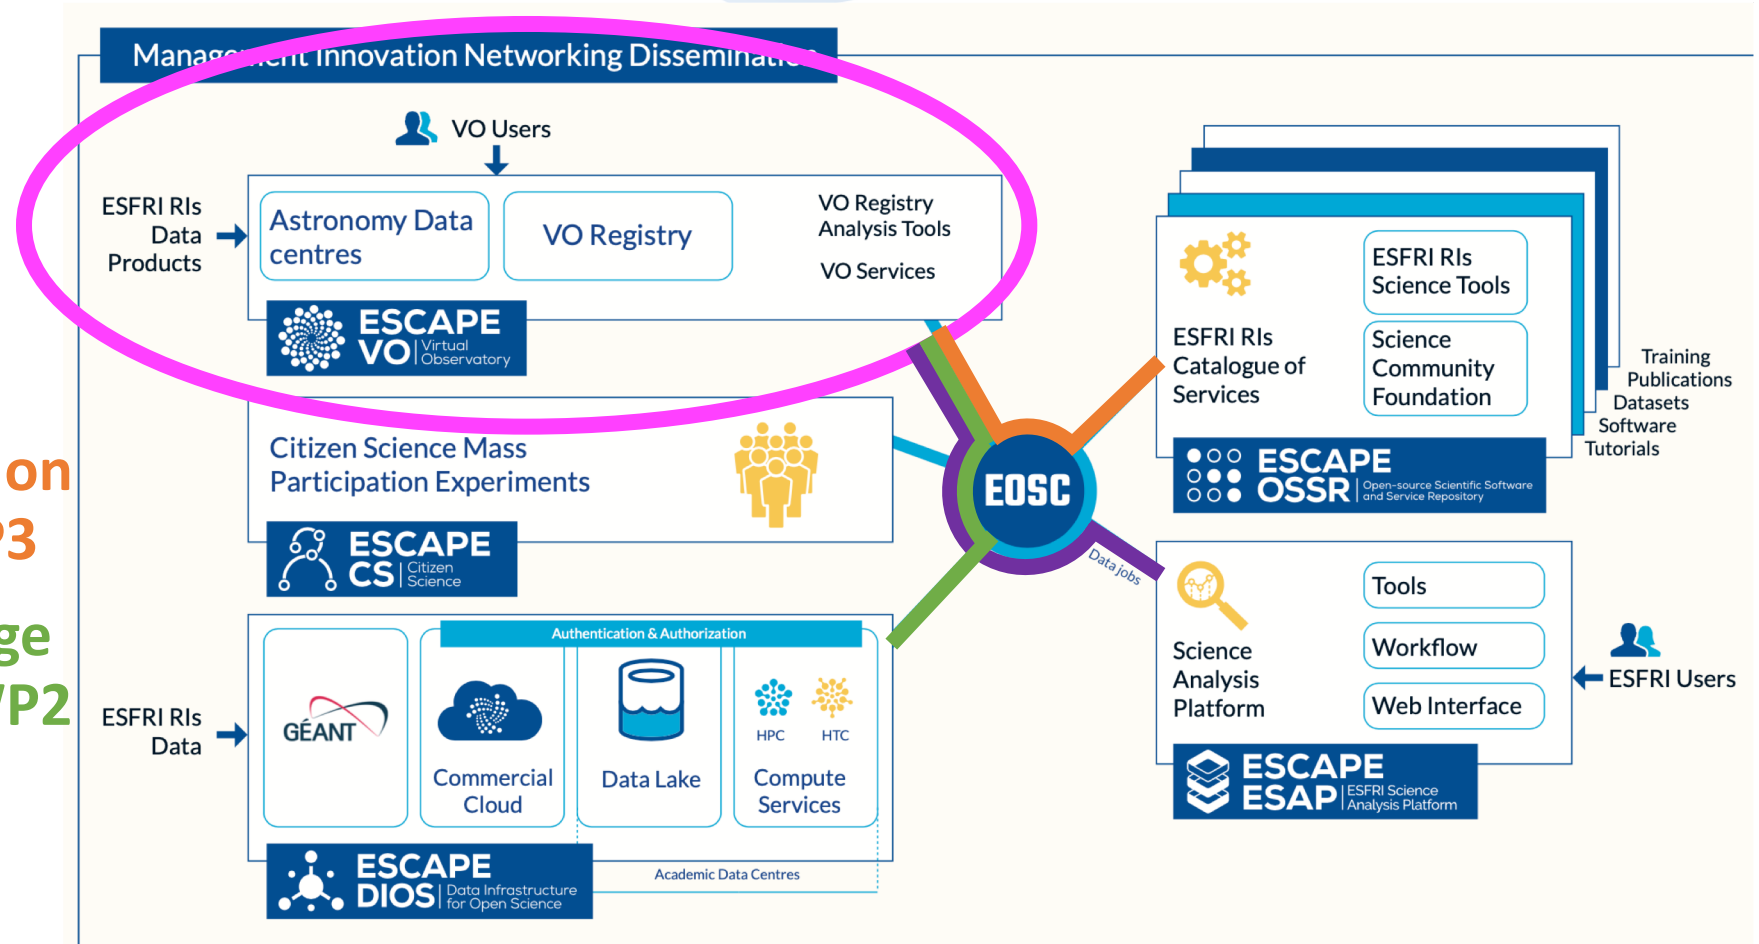 Management Innovation Networking Dissemination
VO Users
ESFRI RIs
Data
Products
Astronomy Data
centres
VO Registry
VO Registry
Analysis Tools
VO Services
ESCAPE
VO
Virtual
Observatory
Citizen Science Mass
Participation Experiments
ESCAPE
CS
Citizen
Science
on
P3
ge
P2
ESFRI RIs
Data
Authentication & Authorization
GÉANT
Commercial
Cloud
Data Lake
HPC
HTC
Compute
Services
Academic Data Centres
ESCAPE
DIOS
Data Infrastructure
for Open Science
EOSC
Data jobs
ESFRI RIs
Catalogue of
Services
ESFRI RIs
Science Tools
Science
Community
Foundation
Training
Publications
Datasets
Software
Tutorials
ESCAPE
OSSR
Open-source Scientific Software
and Service Repository
Science
Analysis
Platform
Tools
Workflow
Web Interface
ESFRI Users
ESCAPE
ESAP
ESFRI Science
Analysis Platform